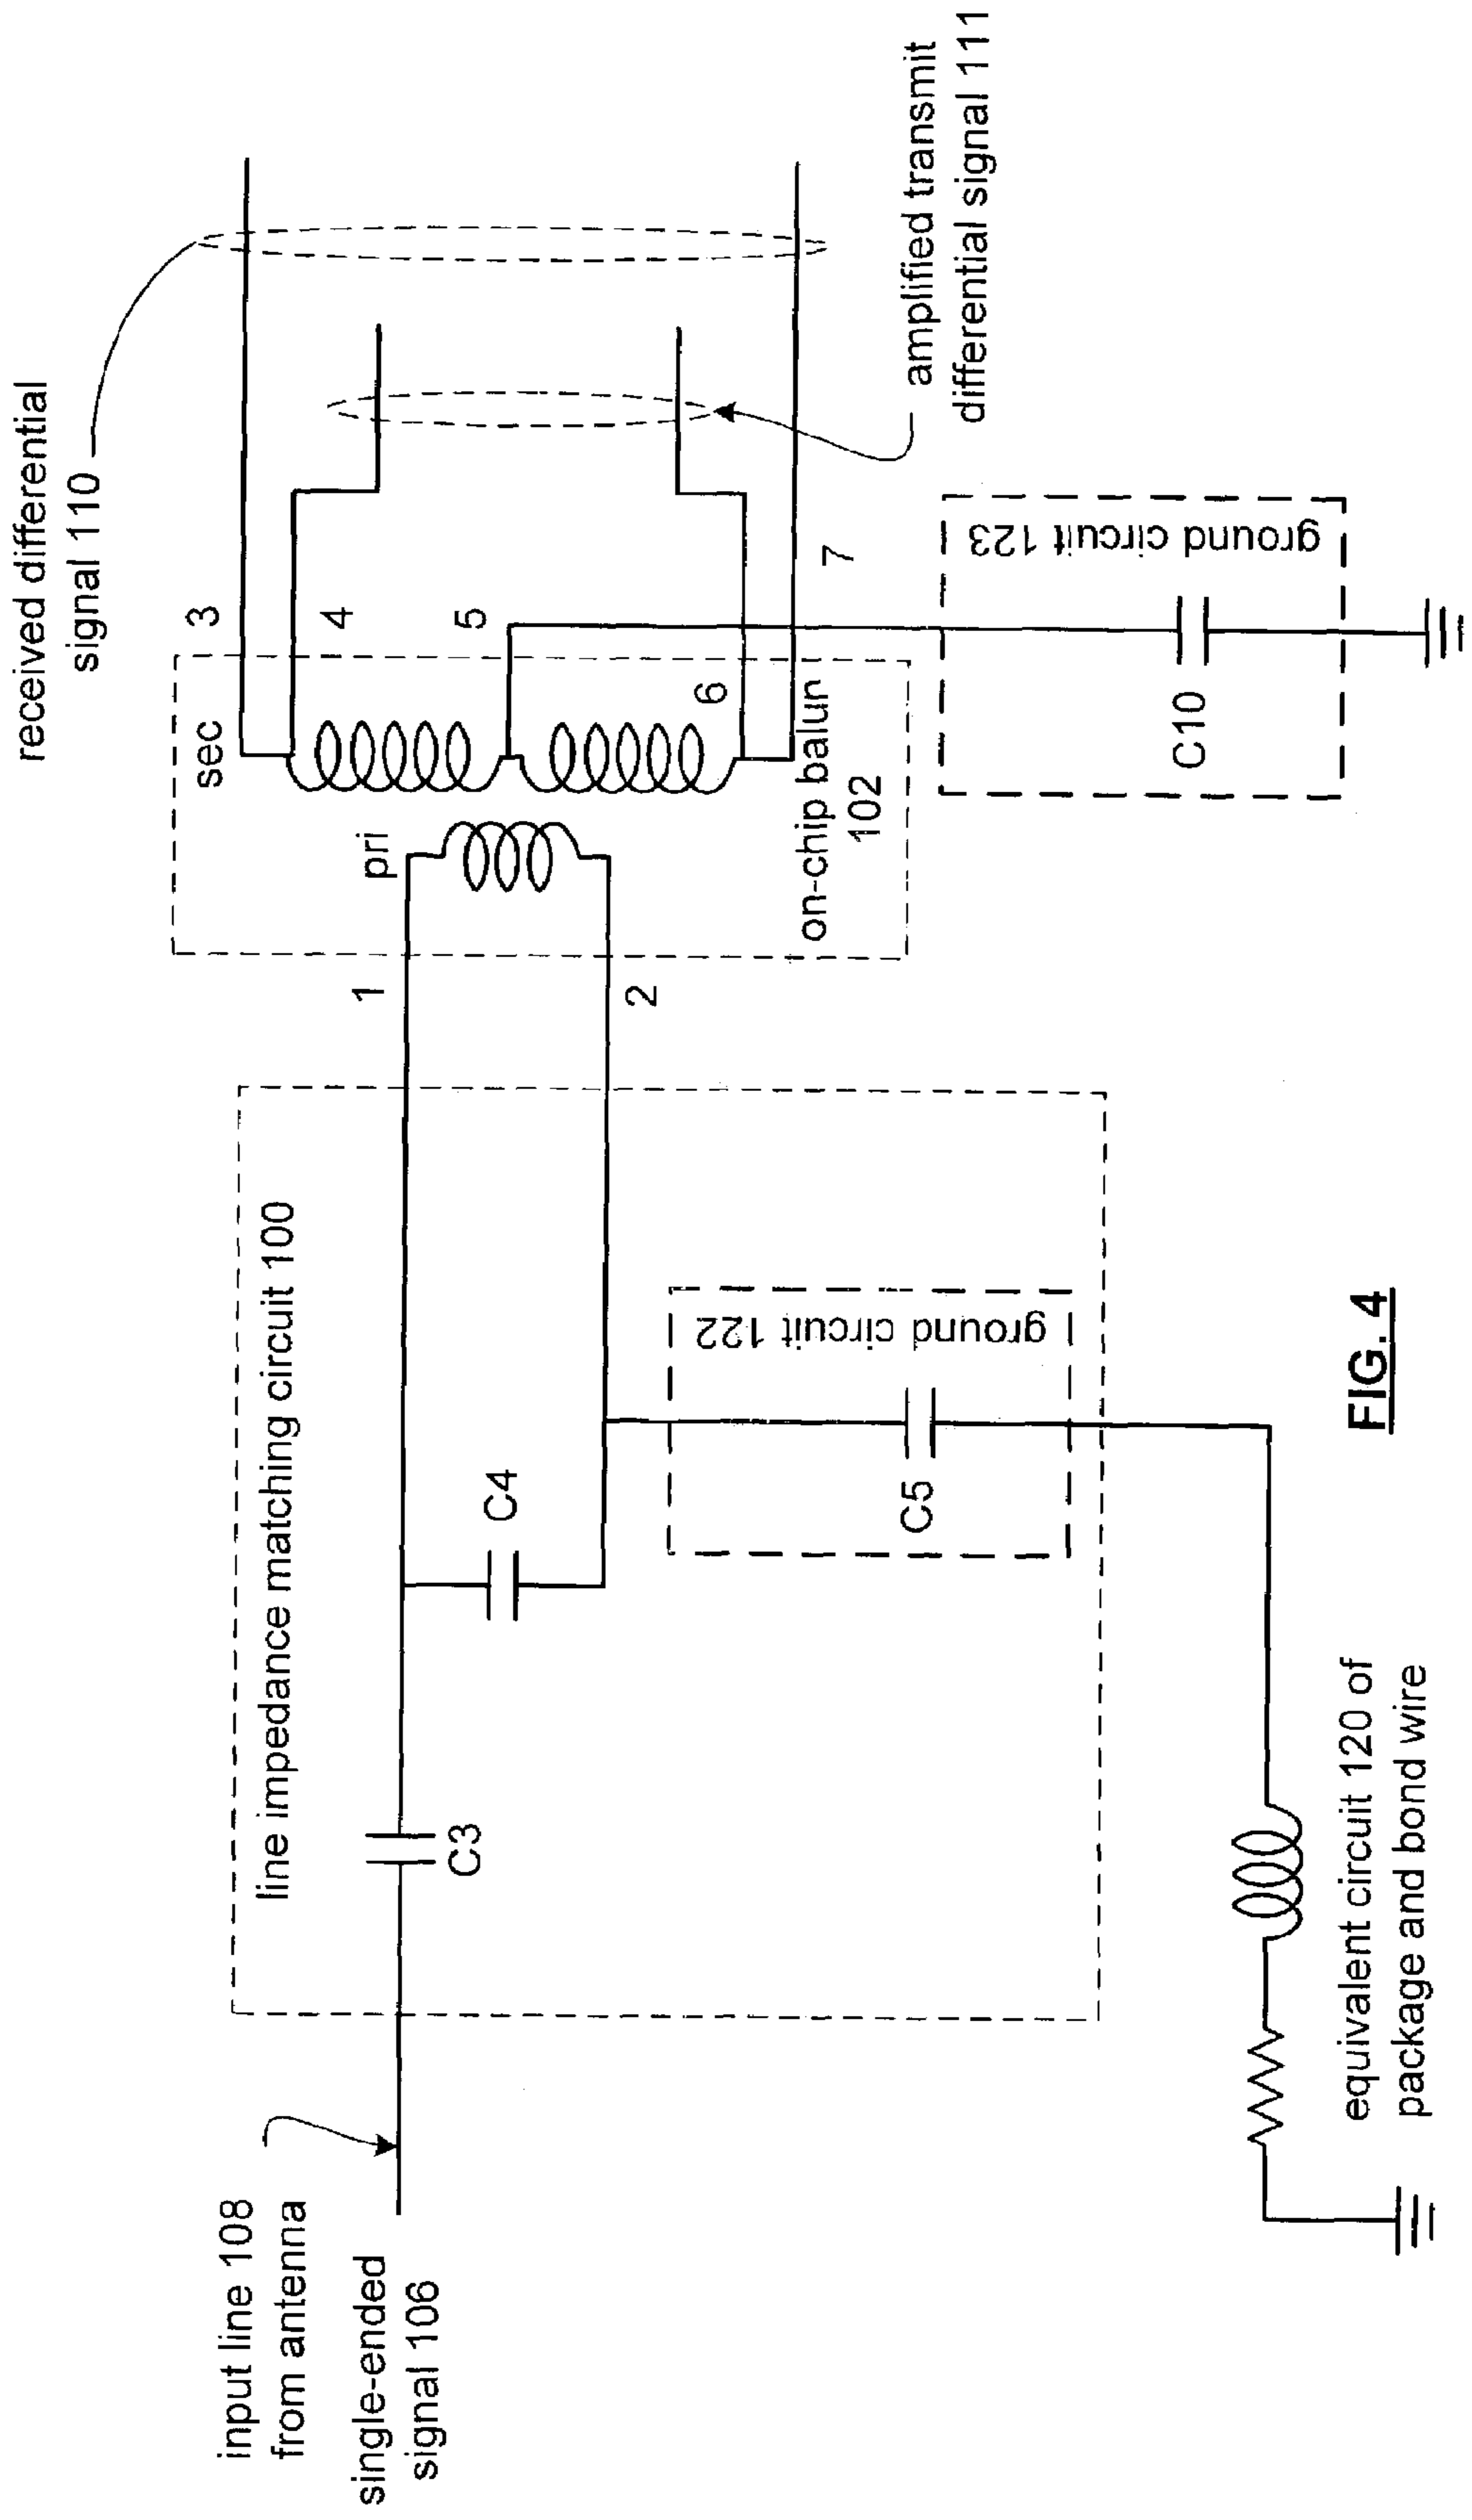 received differential
signal 110
sec
3
4
5
6
7
pri
1
2
on-chip balun
102
amplified transmit
differential signal 111
ground circuit 123
C10
line impedance matching circuit 100
C3
C4
ground circuit 122
C5
input line 108
from antenna
single-ended
signal 106
equivalent circuit 120 of
package and bond wire
FIG. 4